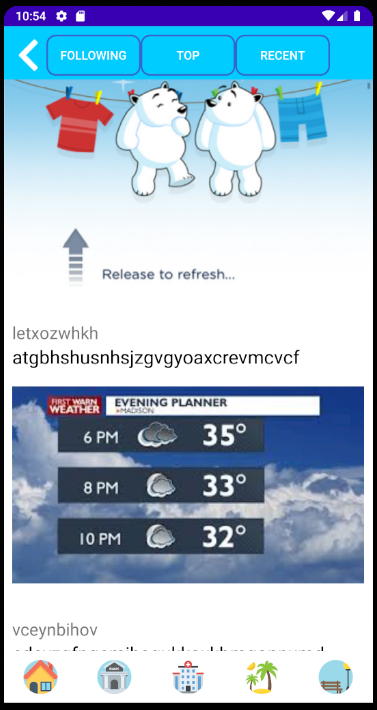 10:54
FOLLOWING
TOP
RECENT
Release to refresh...
letxozwhkh
atgbhshusnhsjzgvgyoaxcrevmcvcf
FIRST WARN
WEATHER
EVENING PLANNER
▸MADISON
6 PM 35°
8 PM 33°
10 PM 32°
vceynbihov